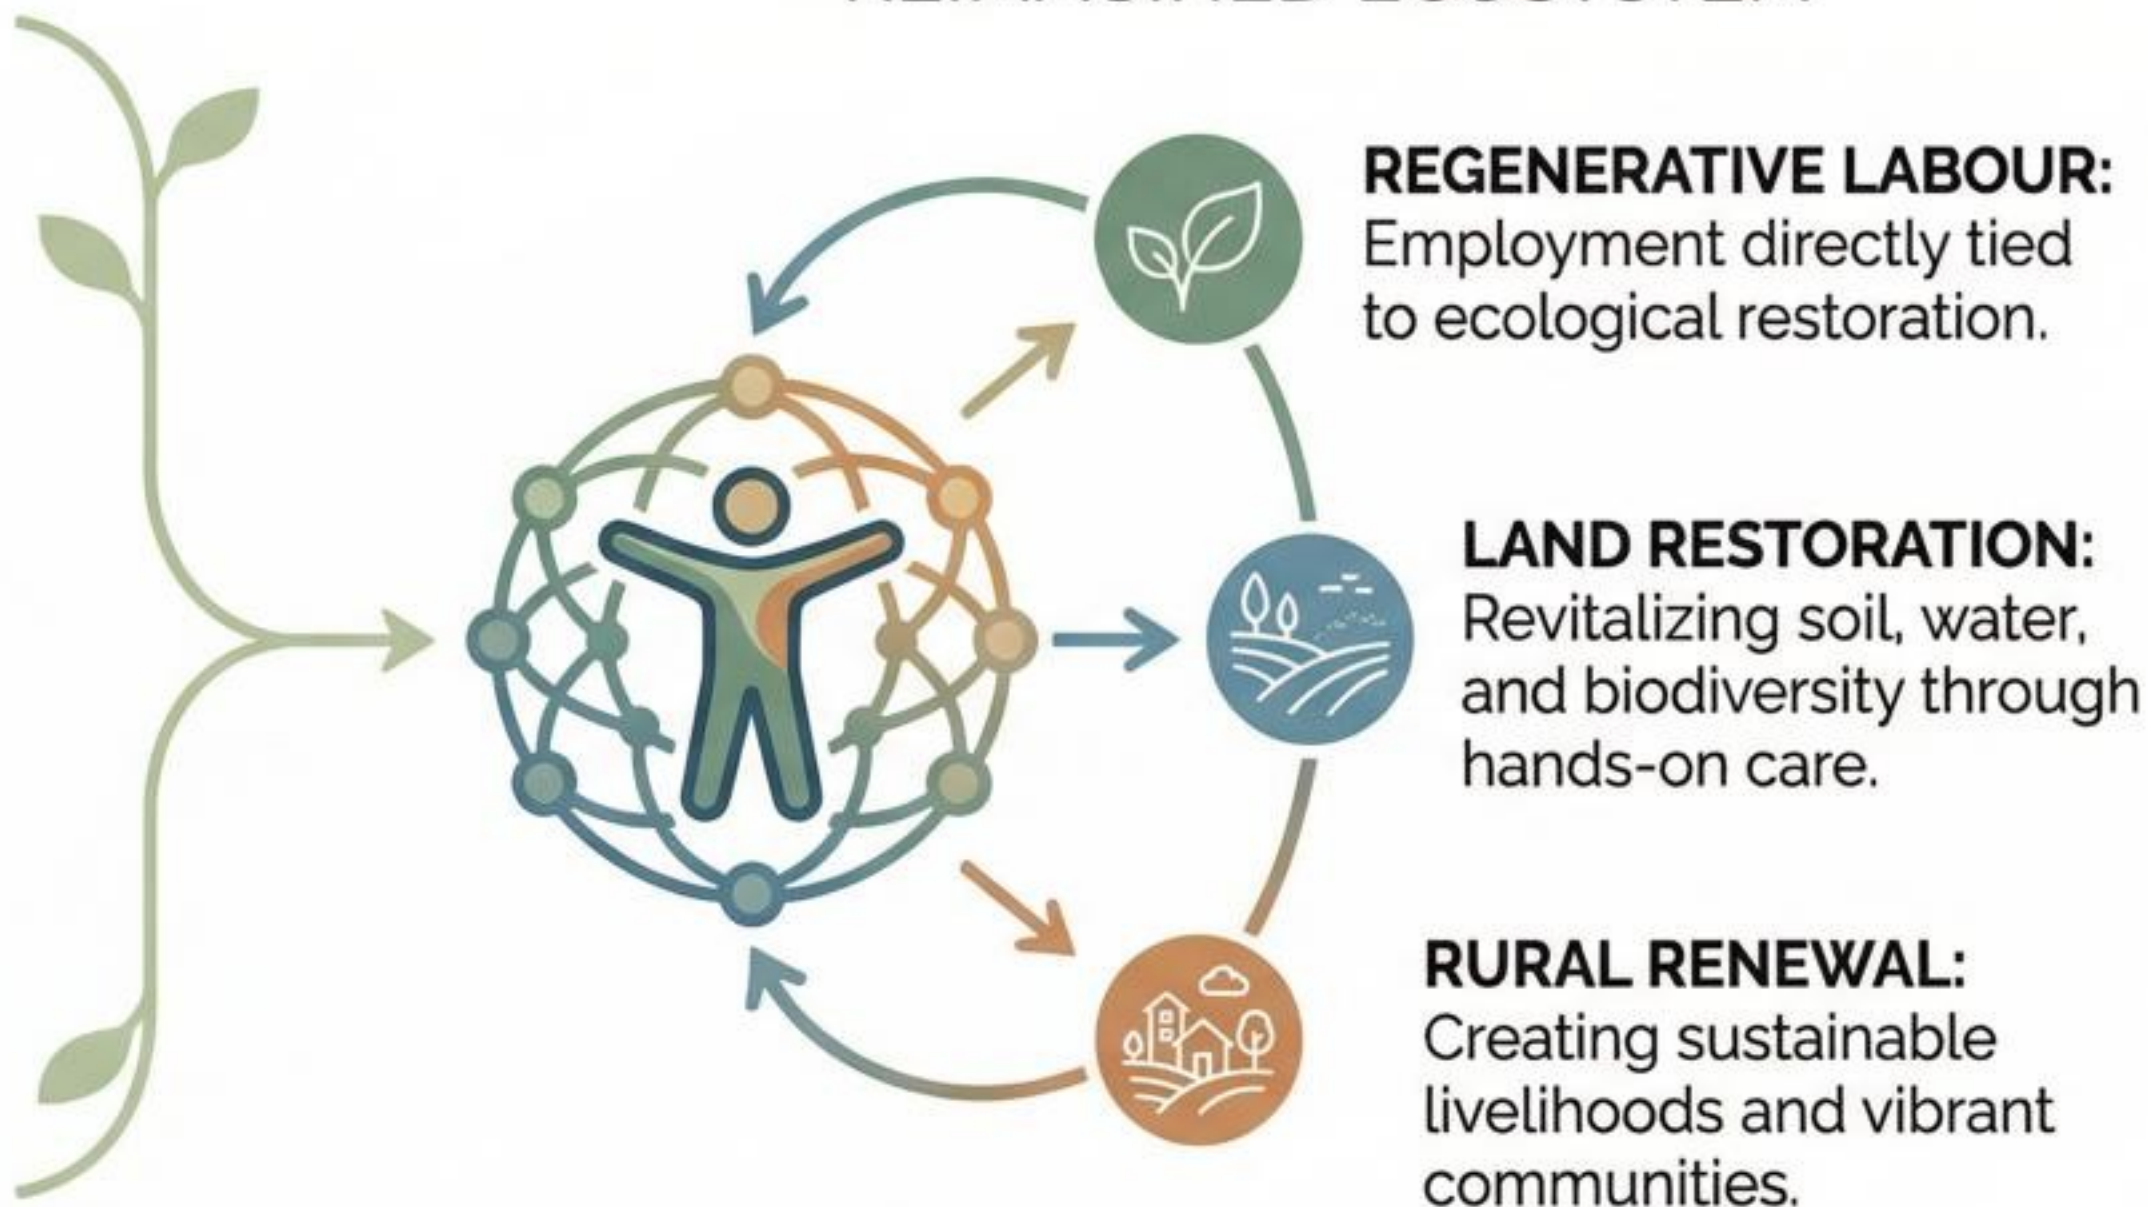 REGENERATIVE LABOUR:
Employment directly tied
to ecological restoration.
LAND RESTORATION:
Revitalizing soil, water,
and biodiversity through
hands-on care.
RURAL RENEWAL:
Creating sustainable
livelihoods and vibrant
communities.